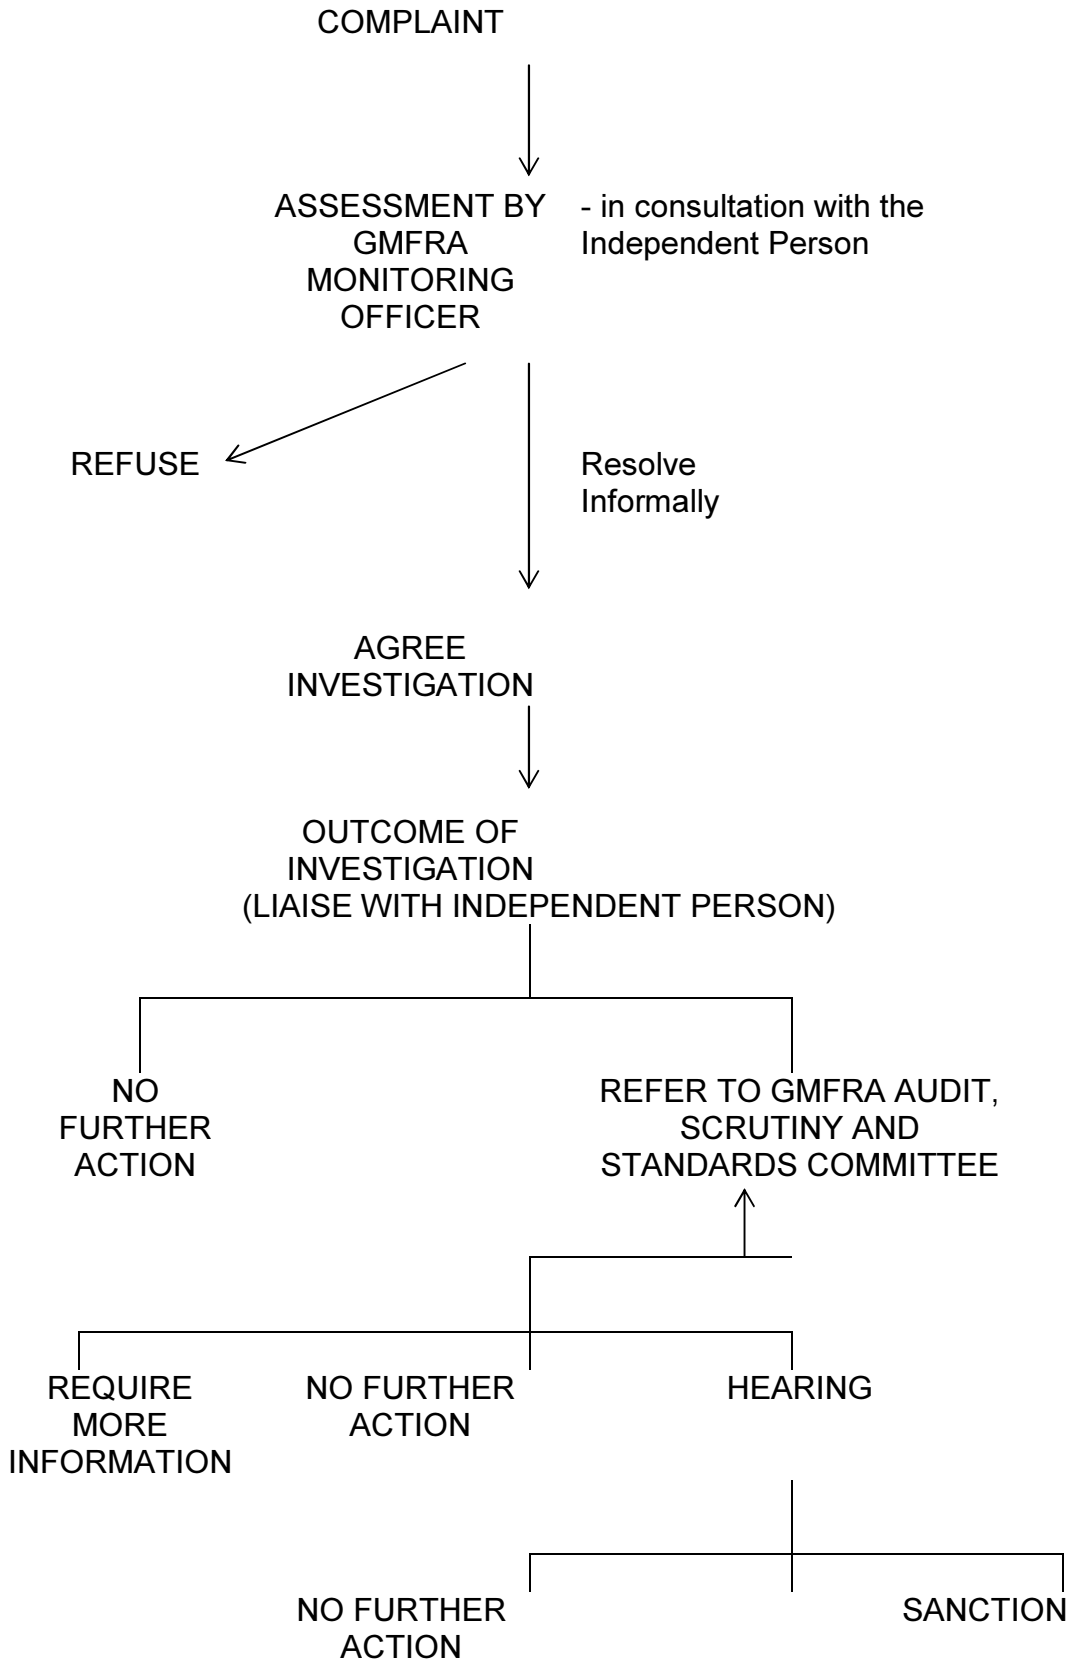 COMPLAINT
ASSESSMENT BY
GMFRA
MONITORING
OFFICER
- in consultation with the
Independent Person
REFUSE
Resolve
Informally
AGREE
INVESTIGATION
OUTCOME OF
INVESTIGATION
(LIAISE WITH INDEPENDENT PERSON)
NO
FURTHER
ACTION
REFER TO GMFRA AUDIT,
SCRUTINY AND
STANDARDS COMMITTEE
REQUIRE
MORE
INFORMATION
NO FURTHER
ACTION
HEARING
NO FURTHER
ACTION
SANCTION